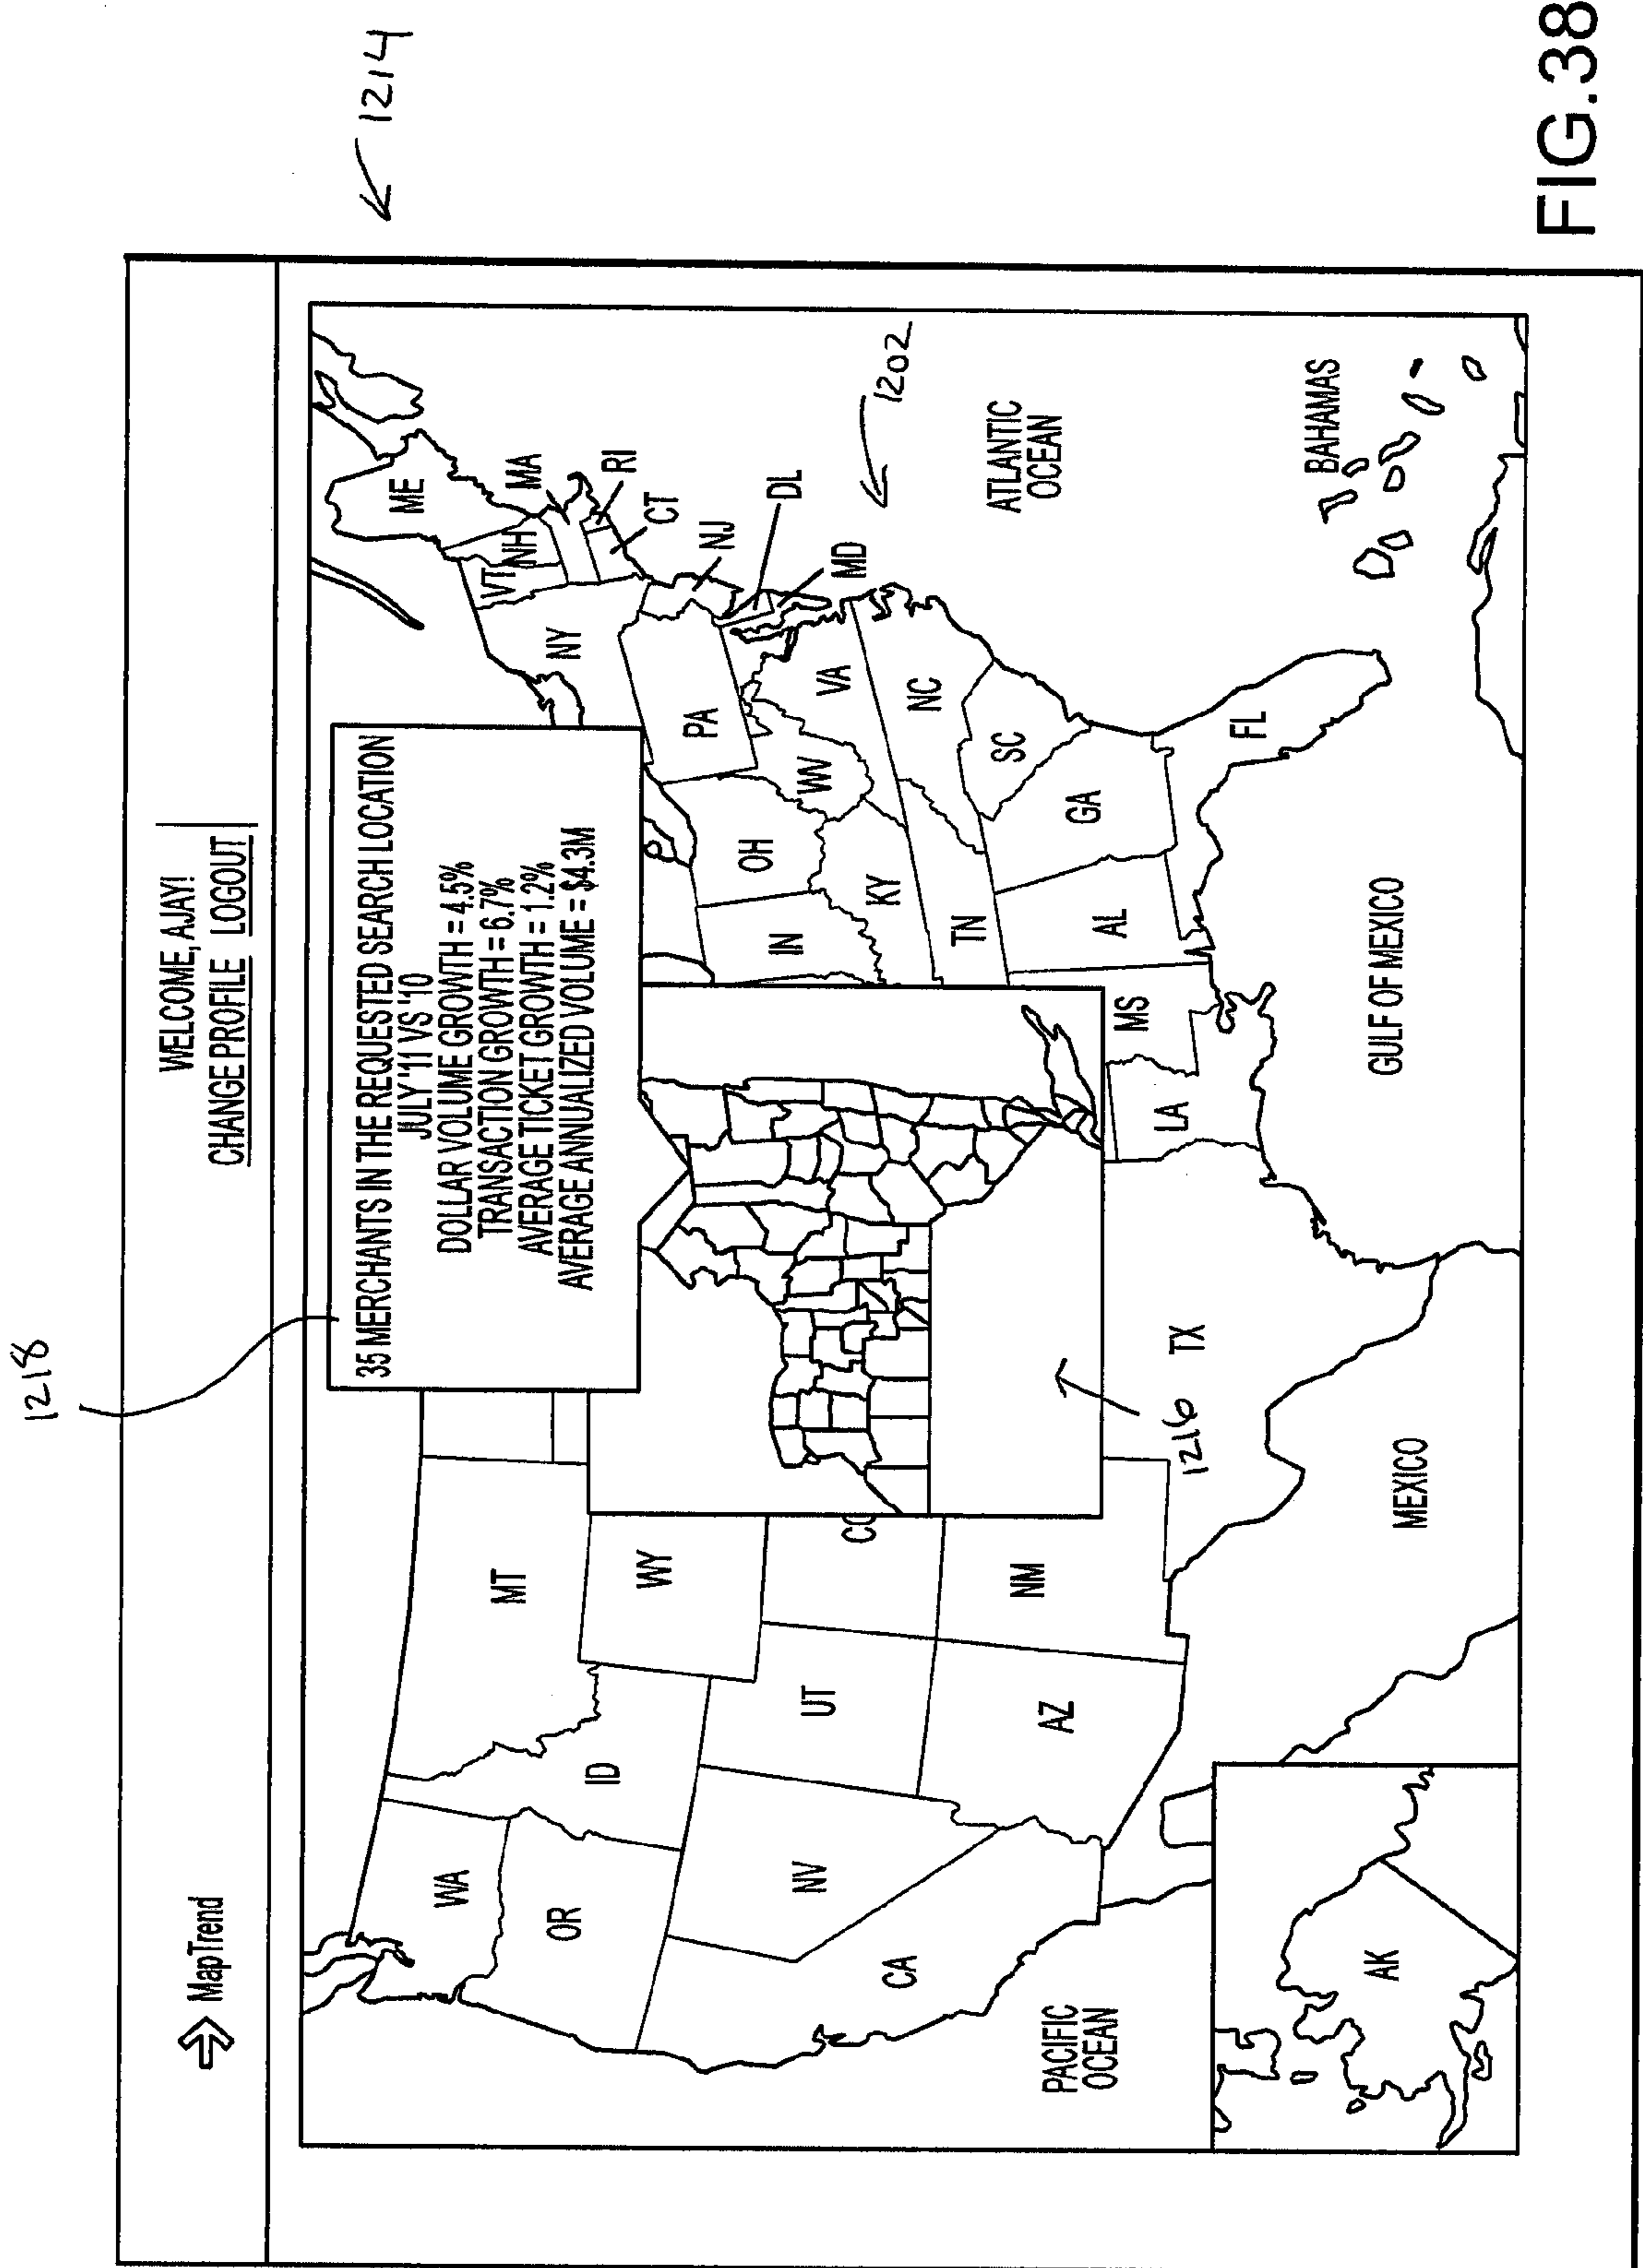 1214
1218
MapTrend
WELCOME, AJAY!
CHANGE PROFILE LOGOUT
35 MERCHANTS IN THE REQUESTED SEARCH LOCATION
JULY '11 VS '10
DOLLAR VOLUME GROWTH = 4.5%
TRANSACTION GROWTH = 6.7%
AVERAGE TICKET GROWTH = 1.2%
AVERAGE ANNUALIZED VOLUME = $4.3M
WA
OR
ID
MT
WY
NV
UT
CA
AZ
NM
CO
TX
1216
LA
MS
AL
GA
FL
TN
KY
IN
OH
WV
PA
VA
NC
SC
NY
VT
NH
ME
MA
RI
CT
NJ
DL
MD
1202
ATLANTIC
OCEAN
PACIFIC
OCEAN
AK
MEXICO
GULF OF MEXICO
BAHAMAS
FIG.38